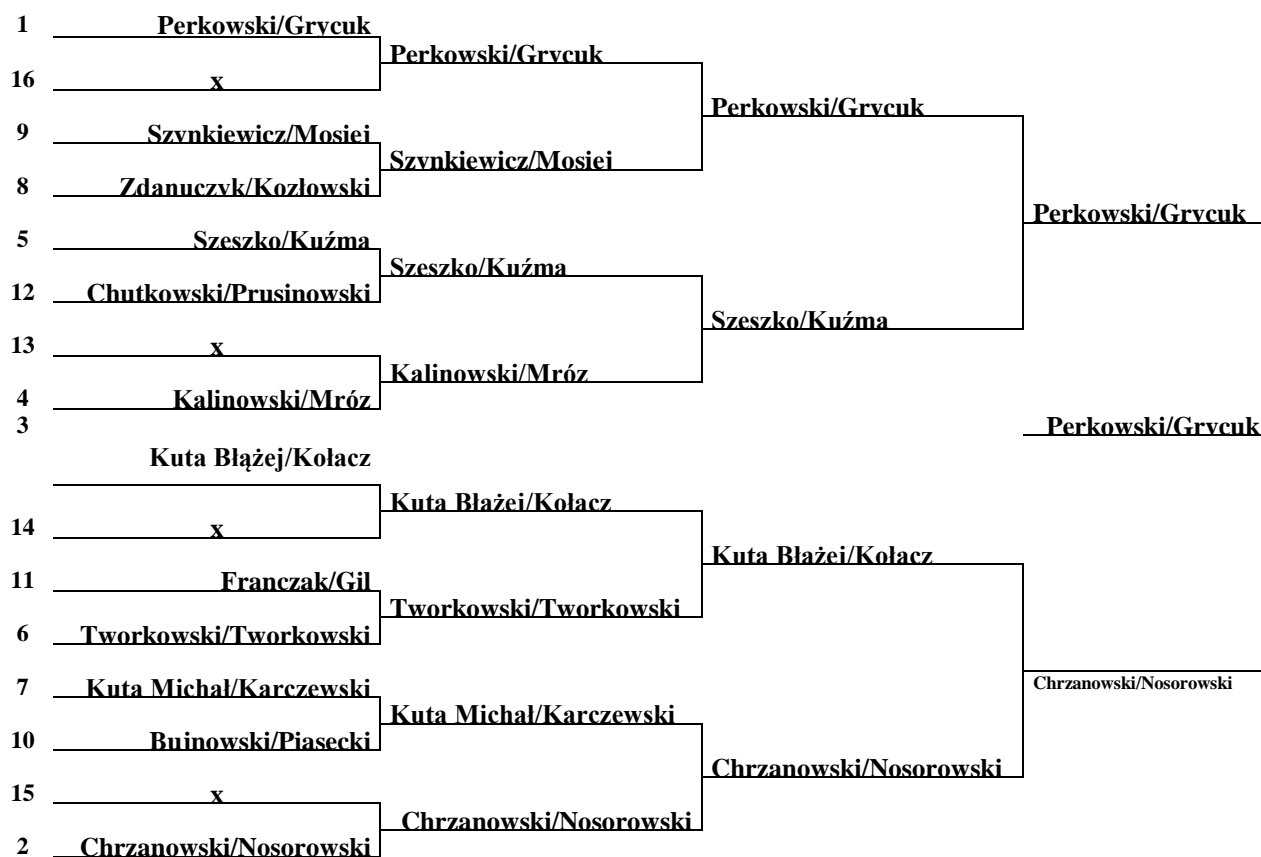 1 Perkowski/Grycuk
Perkowski/Grycuk
16 x
Perkowski/Grycuk
9 Szynkiewicz/Mosiej
Szynkiewicz/Mosiej
8 Zdanuczyk/Kozłowski
Perkowski/Grycuk
5 Szeszko/Kuźma
Szeszko/Kuźma
12 Chutkowski/Prusinowski
Szeszko/Kuźma
13 x
Kalinowski/Mróz
4 Kalinowski/Mróz
3
Perkowski/Grycuk
Kuta Błążej/Kołacz
Kuta Błażej/Kołacz
14 x
Kuta Błażej/Kołacz
11 Franczak/Gil
Tworkowski/Tworkowski
6 Tworkowski/Tworkowski
Chrzanowski/Nosorowski
7 Kuta Michał/Karczewski
Kuta Michał/Karczewski
10 Bujnowski/Piasecki
Chrzanowski/Nosorowski
15 x
Chrzanowski/Nosorowski
2 Chrzanowski/Nosorowski